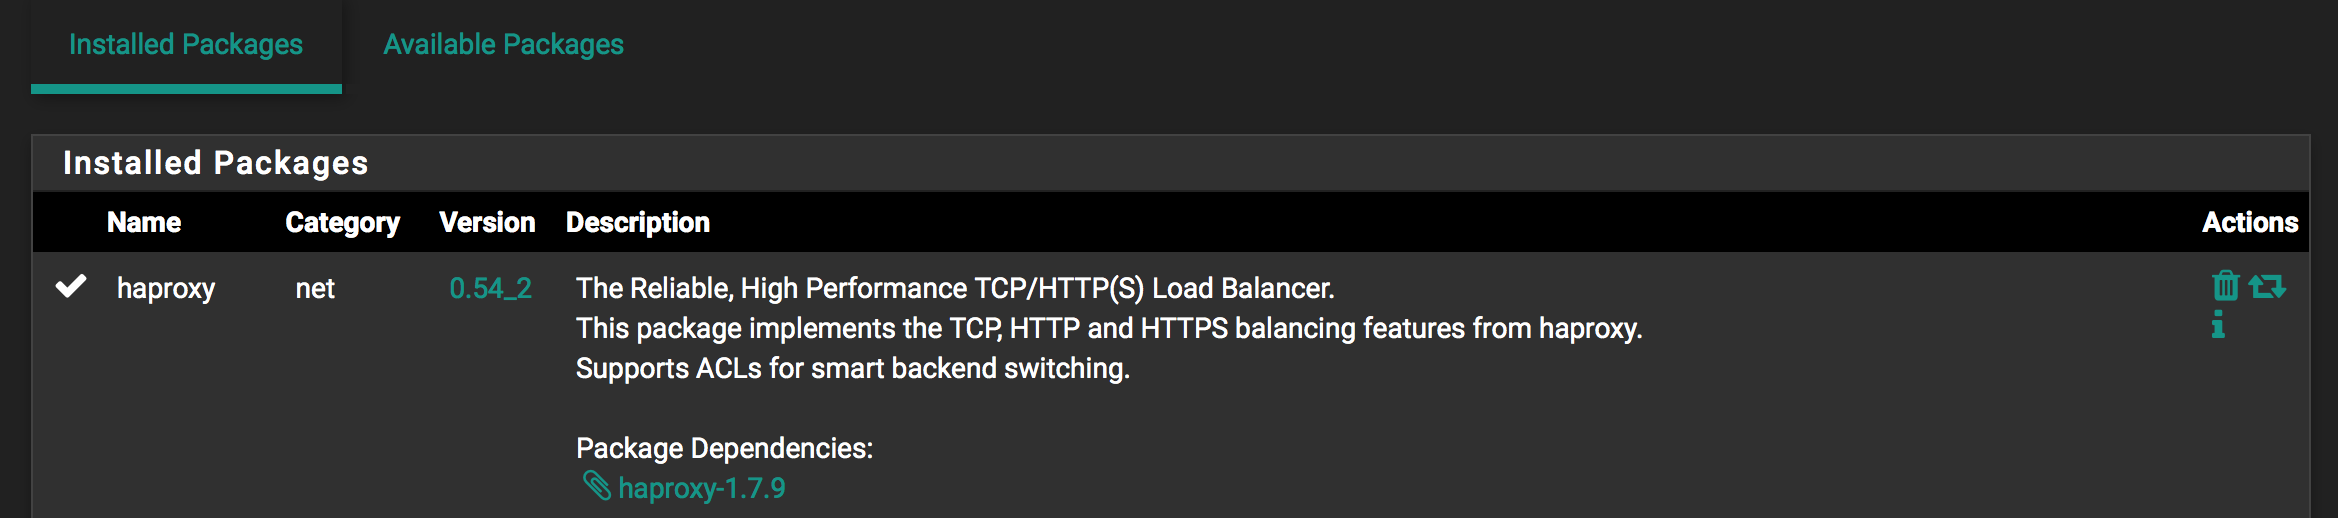 Installed Packages Available Packages
Installed Packages
Name Category Version Description Actions
haproxy net 0.54_2 The Reliable, High Performance TCP/HTTP(S) Load Balancer.
This package implements the TCP, HTTP and HTTPS balancing features from haproxy.
Supports ACLs for smart backend switching.
Package Dependencies:
haproxy-1.7.9